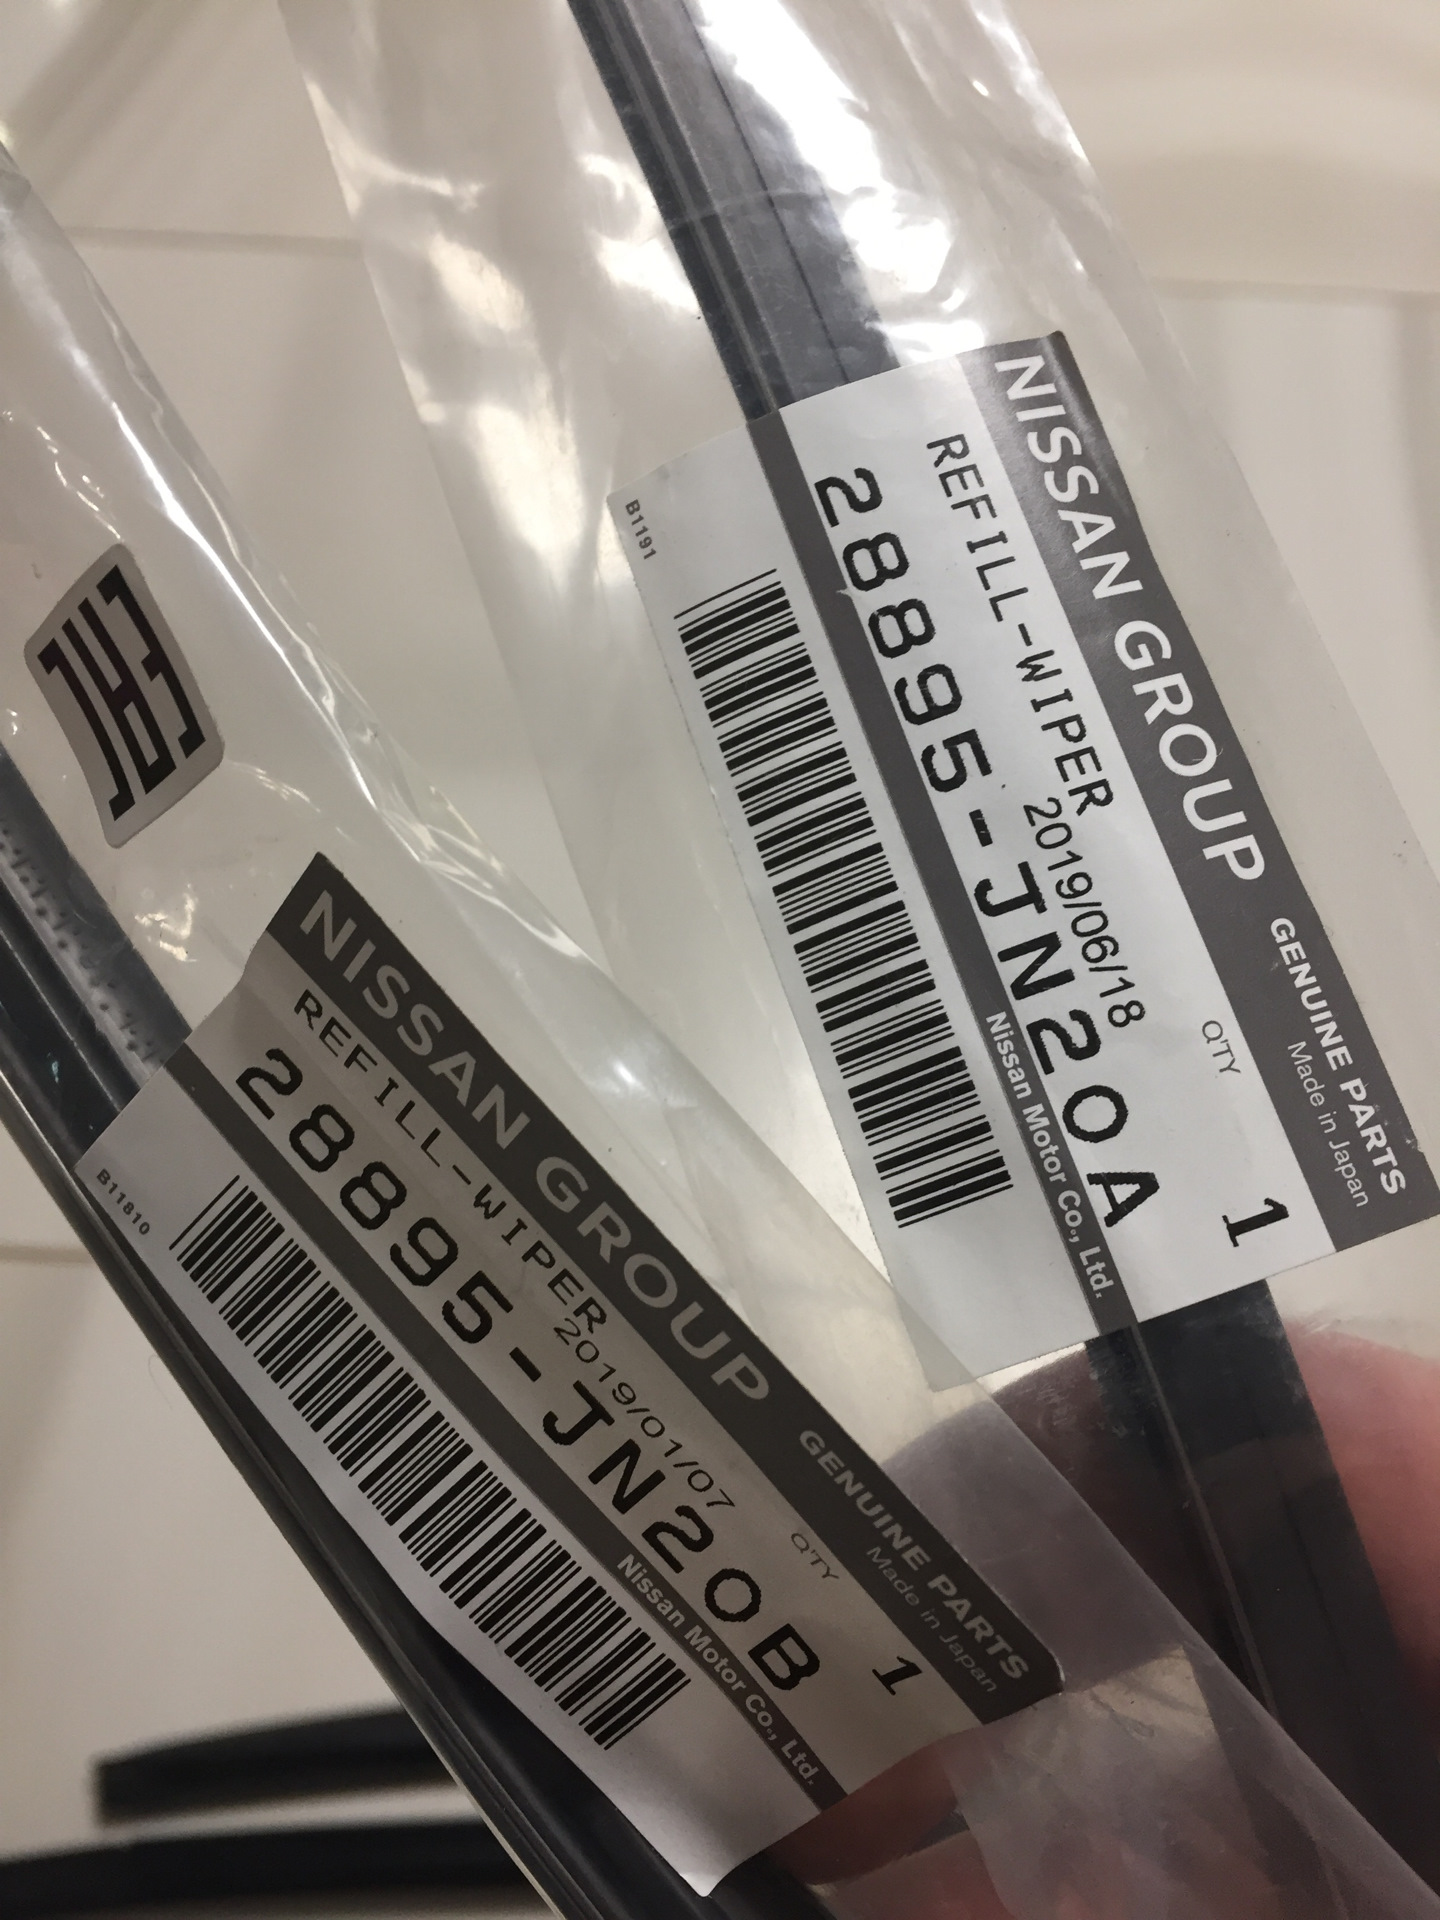 NISSAN GROUP GENUINE PARTS
Made in Japan
REFILL-WIPER
2019/06/18
Q'TY 1
28895-JN20A
Nissan Motor Co., Ltd.
B1191
NISSAN GROUP GENUINE PARTS
Made in Japan
REFILL-WIPER
2019/01/07
Q'TY 1
28895-JN20B
Nissan Motor Co., Ltd.
B11810